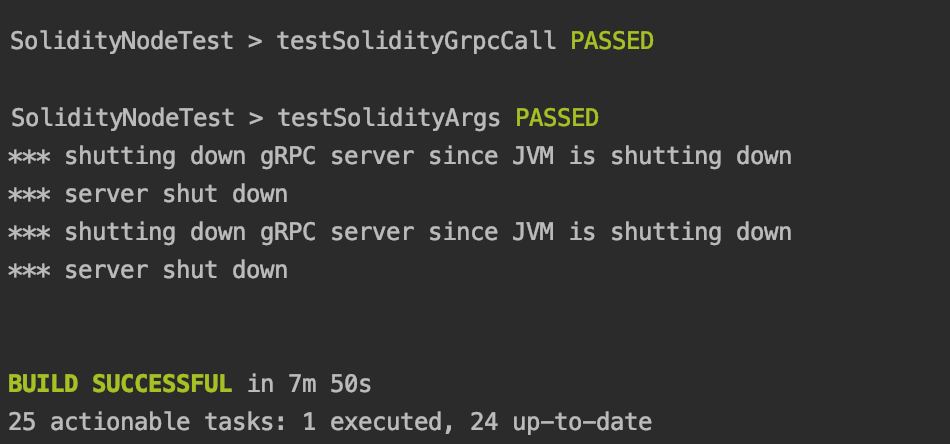 SolidityNodeTest > testSolidityGrpcCall PASSED
SolidityNodeTest > testSolidityArgs PASSED
*** shutting down gRPC server since JVM is shutting down
*** server shut down
*** shutting down gRPC server since JVM is shutting down
*** server shut down
BUILD SUCCESSFUL in 7m 50s
25 actionable tasks: 1 executed, 24 up-to-date